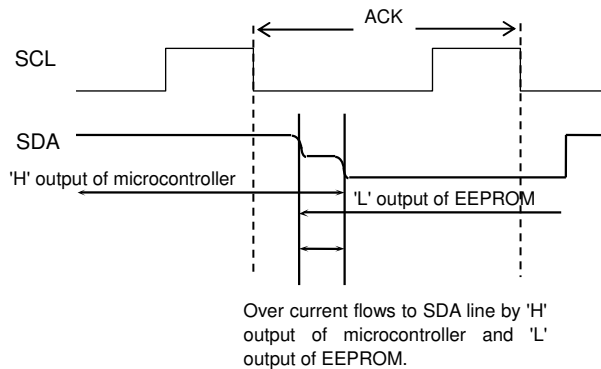 ACK
SCL
SDA
'H' output of microcontroller
'L' output of EEPROM
Over current flows to SDA line by 'H'
output of microcontroller and 'L'
output of EEPROM.